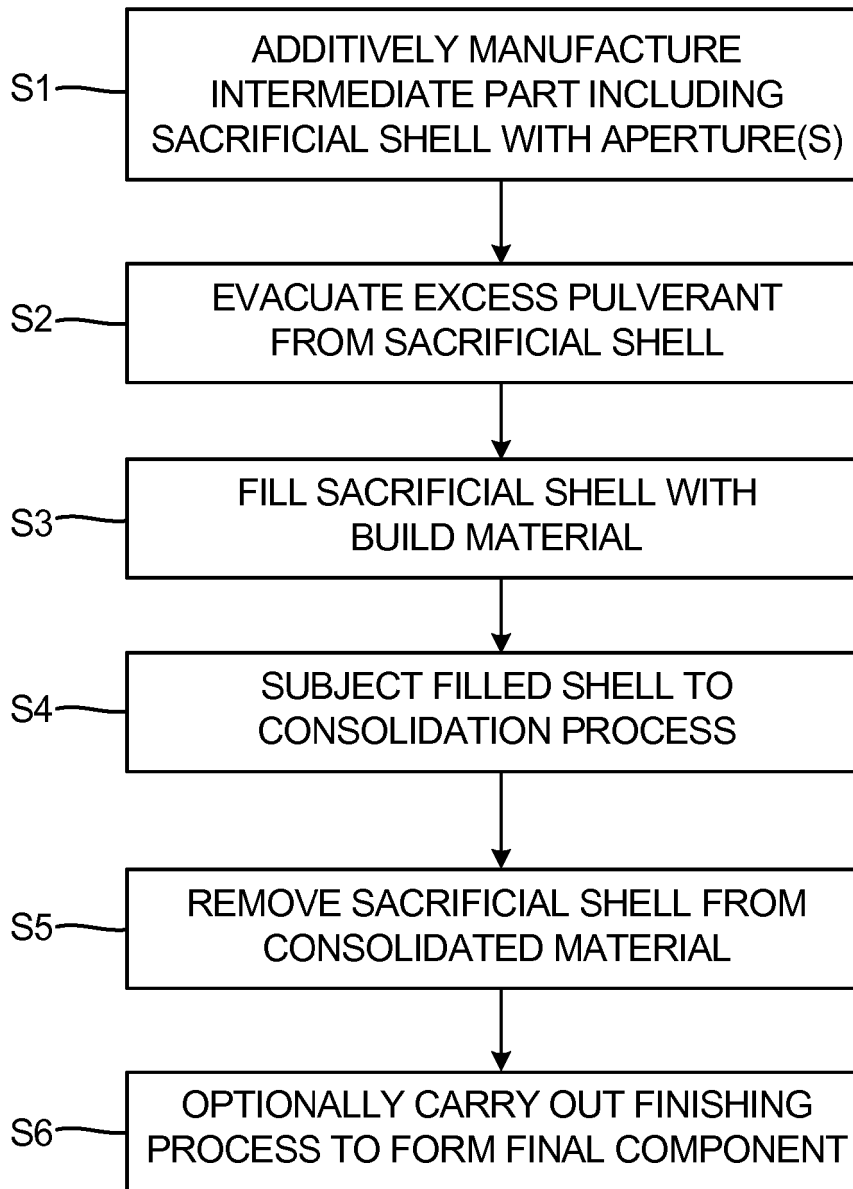 S1
ADDITIVELY MANUFACTURE
INTERMEDIATE PART INCLUDING
SACRIFICIAL SHELL WITH APERTURE(S)
S2
EVACUATE EXCESS PULVERANT
FROM SACRIFICIAL SHELL
S3
FILL SACRIFICIAL SHELL WITH
BUILD MATERIAL
S4
SUBJECT FILLED SHELL TO
CONSOLIDATION PROCESS
S5
REMOVE SACRIFICIAL SHELL FROM
CONSOLIDATED MATERIAL
S6
OPTIONALLY CARRY OUT FINISHING
PROCESS TO FORM FINAL COMPONENT